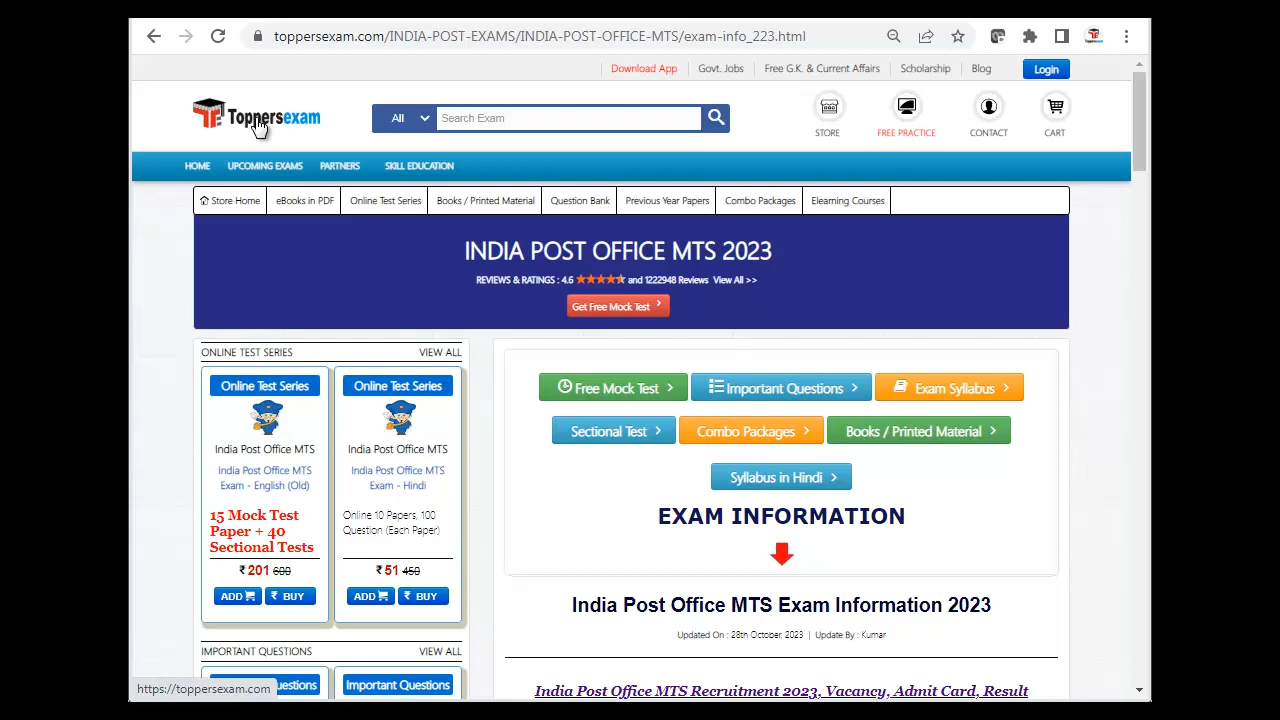 toppersexam.com/INDIA-POST-EXAMS/INDIA-POST-OFFICE-MTS/exam-info_223.html
Download App Govt. Jobs Free G.K. & Current Affairs Scholarship Blog Login
Toppersexam All Search Exam
STORE FREE PRACTICE CONTACT CART
HOME UPCOMING EXAMS PARTNERS SKILL EDUCATION
Store Home eBooks in PDF Online Test Series Books / Printed Material Question Bank Previous Year Papers Combo Packages Elearning Courses
INDIA POST OFFICE MTS 2023
REVIEWS & RATINGS : 4.6 and 1222948 Reviews View All >>
Get Free Mock Test >
ONLINE TEST SERIES VIEW ALL
Online Test Series
India Post Office MTS
India Post Office MTS
Exam - English (Old)
15 Mock Test
Paper + 40
Sectional Tests
₹ 201 600
ADD ₹ BUY
Online Test Series
India Post Office MTS
India Post Office MTS
Exam - Hindi
Online 10 Papers, 100
Question (Each Paper)
₹ 51 450
ADD ₹ BUY
IMPORTANT QUESTIONS VIEW ALL
uestions Important Questions
https://toppersexam.com
Free Mock Test > Important Questions > Exam Syllabus >
Sectional Test > Combo Packages > Books / Printed Material >
Syllabus in Hindi >
EXAM INFORMATION
India Post Office MTS Exam Information 2023
Updated On : 28th October, 2023 | Update By : Kumar
India Post Office MTS Recruitment 2023, Vacancy, Admit Card, Result